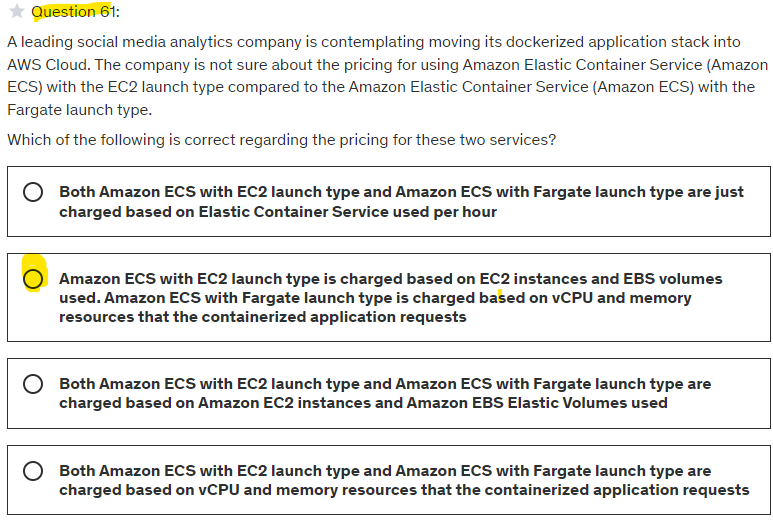 Question 61:
A leading social media analytics company is contemplating moving its dockerized application stack into
AWS Cloud. The company is not sure about the pricing for using Amazon Elastic Container Service (Amazon
ECS) with the EC2 launch type compared to the Amazon Elastic Container Service (Amazon ECS) with the
Fargate launch type.
Which of the following is correct regarding the pricing for these two services?
Both Amazon ECS with EC2 launch type and Amazon ECS with Fargate launch type are just
charged based on Elastic Container Service used per hour
Amazon ECS with EC2 launch type is charged based on EC2 instances and EBS volumes
used. Amazon ECS with Fargate launch type is charged based on vCPU and memory
resources that the containerized application requests
Both Amazon ECS with EC2 launch type and Amazon ECS with Fargate launch type are
charged based on Amazon EC2 instances and Amazon EBS Elastic Volumes used
Both Amazon ECS with EC2 launch type and Amazon ECS with Fargate launch type are
charged based on vCPU and memory resources that the containerized application requests